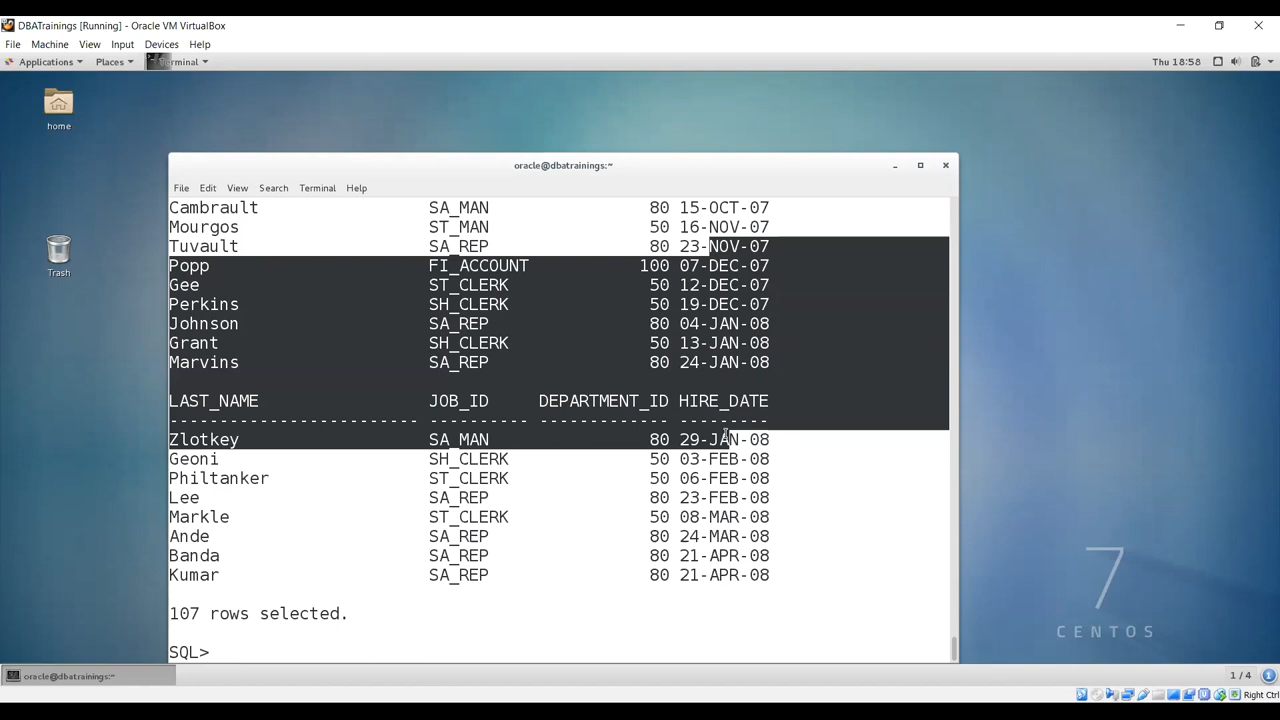 DBATrainings [Running] - Oracle VM VirtualBox
File Machine View Input Devices Help
Applications Places Terminal Thu 18:58
home
Trash
oracle@dbatrainings:~
File Edit View Search Terminal Help
Cambrault SA_MAN 80 15-OCT-07
Mourgos ST_MAN 50 16-NOV-07
Tuvault SA_REP 80 23-NOV-07
Popp FI_ACCOUNT 100 07-DEC-07
Gee ST_CLERK 50 12-DEC-07
Perkins SH_CLERK 50 19-DEC-07
Johnson SA_REP 80 04-JAN-08
Grant SH_CLERK 50 13-JAN-08
Marvins SA_REP 80 24-JAN-08
LAST_NAME JOB_ID DEPARTMENT_ID HIRE_DATE
------------------------- ---------- ------------- ---------
Zlotkey SA_MAN 80 29-JAN-08
Geoni SH_CLERK 50 03-FEB-08
Philtanker ST_CLERK 50 06-FEB-08
Lee SA_REP 80 23-FEB-08
Markle ST_CLERK 50 08-MAR-08
Ande SA_REP 80 24-MAR-08
Banda SA_REP 80 21-APR-08
Kumar SA_REP 80 21-APR-08
107 rows selected.
SQL>
7
CENTOS
oracle@dbatrainings:~ 1 / 4 1
Right Ctrl